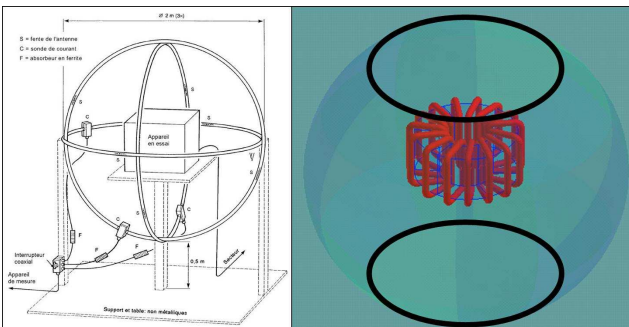 Ø 2 m (3x)
S = fente de l'antenne
C = sonde de courant
F = absorbeur en ferrite
S
S
C
S
Appareil
en essai
S
S
S
C
C
F
F
F
Interrupteur
coaxial
Appareil
de mesure
0,5 m
Secteur
Support et table: non métalliques